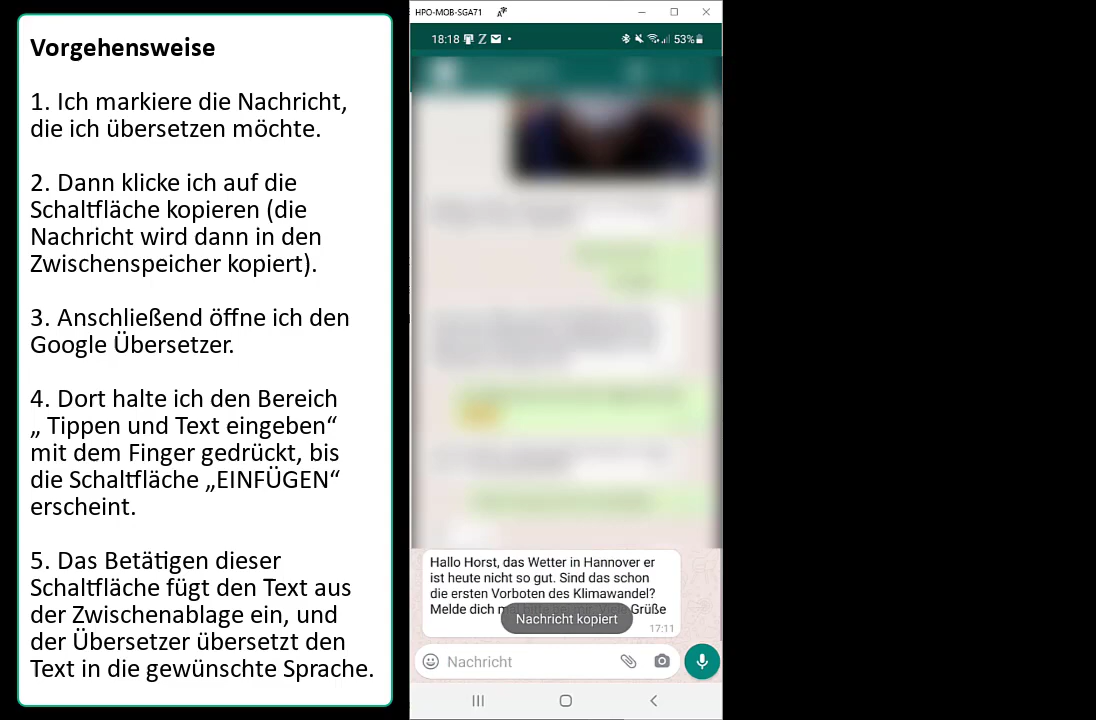 Vorgehensweise
1. Ich markiere die Nachricht,
die ich übersetzen möchte.
2. Dann klicke ich auf die
Schaltfläche kopieren (die
Nachricht wird dann in den
Zwischenspeicher kopiert).
3. Anschließend öffne ich den
Google Übersetzer.
4. Dort halte ich den Bereich
„ Tippen und Text eingeben“
mit dem Finger gedrückt, bis
die Schaltfläche „EINFÜGEN“
erscheint.
5. Das Betätigen dieser
Schaltfläche fügt den Text aus
der Zwischenablage ein, und
der Übersetzer übersetzt den
Text in die gewünschte Sprache.
HPO-MOB-SGA71
18:18 53%
Hallo Horst, das Wetter in Hannover er
ist heute nicht so gut. Sind das schon
die ersten Vorboten des Klimawandel?
Melde dich Grüße
Nachricht kopiert
17:11
Nachricht